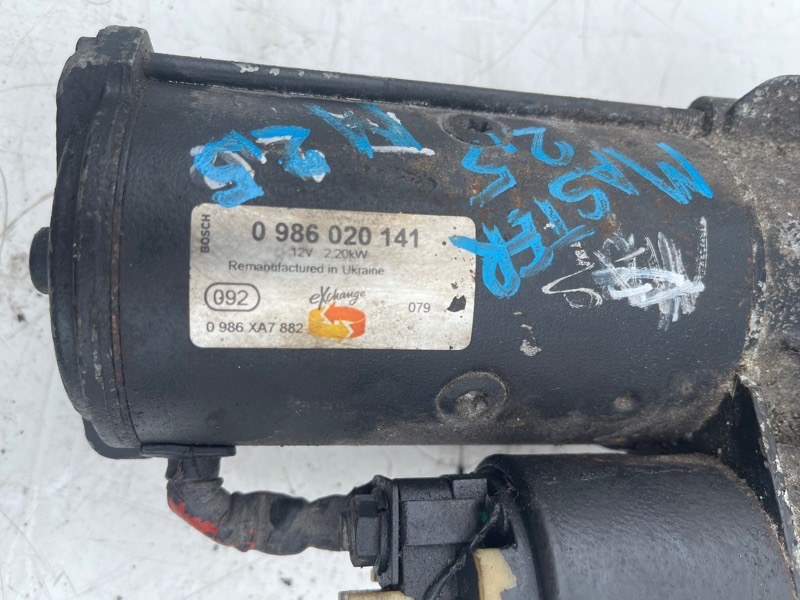 25
M
2.5
MASTER
BOSCH
0 986 020 141
12V 2,20kW
Remanufactured in Ukraine
092
eXchange
079
0 986 XA7 882